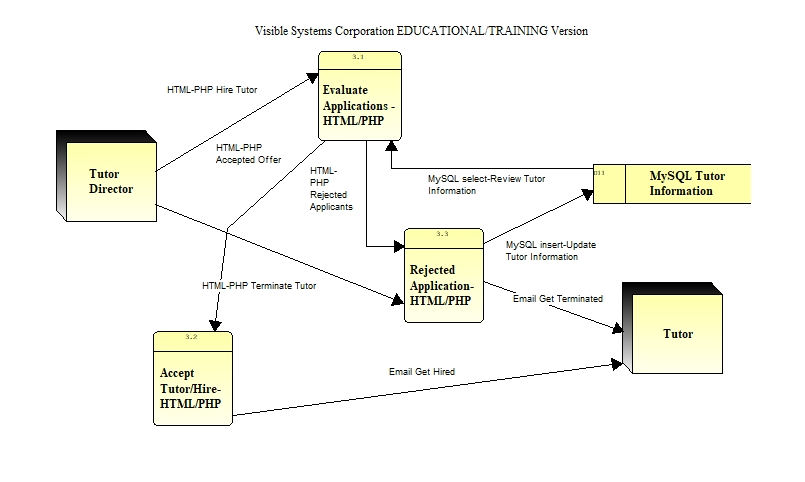 Visible Systems Corporation EDUCATIONAL/TRAINING Version
3.1
Evaluate
Applications -
HTML/PHP
HTML-PHP Hire Tutor
HTML-PHP
Accepted Offer
HTML-
PHP
Rejected
Applicants
Tutor
Director
MySQL select-Review Tutor
Information
D11
MySQL Tutor
Information
3.3
Rejected
Application-
HTML/PHP
MySQL insert-Update
Tutor Information
HTML-PHP Terminate Tutor
Email Get Terminated
Tutor
3.2
Accept
Tutor/Hire-
HTML/PHP
Email Get Hired